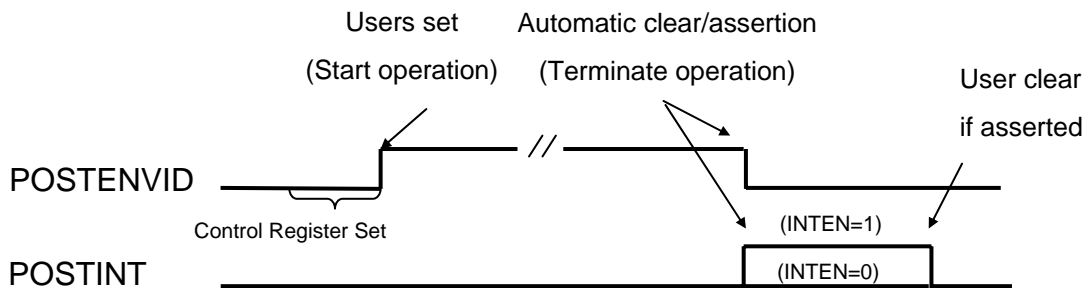 Users set
(Start operation)
Automatic clear/assertion
(Terminate operation)
User clear
if asserted
POSTENVID
Control Register Set
(INTEN=1)
POSTINT
(INTEN=0)